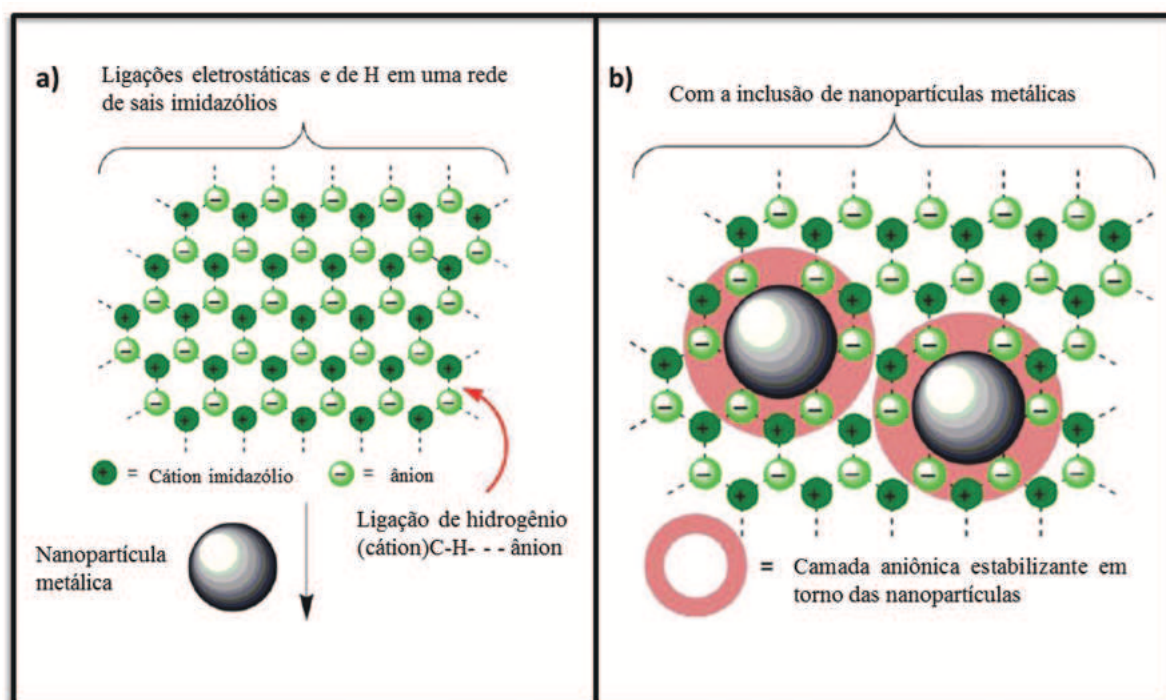 a)
Ligações eletrostáticas e de H em uma rede
de sais imidazólios
+ = Cátion imidazólio
− = ânion
Ligação de hidrogênio
(cátion)C-H- - - ânion
Nanopartícula
metálica
b)
Com a inclusão de nanopartículas metálicas
= Camada aniônica estabilizante em
torno das nanopartículas